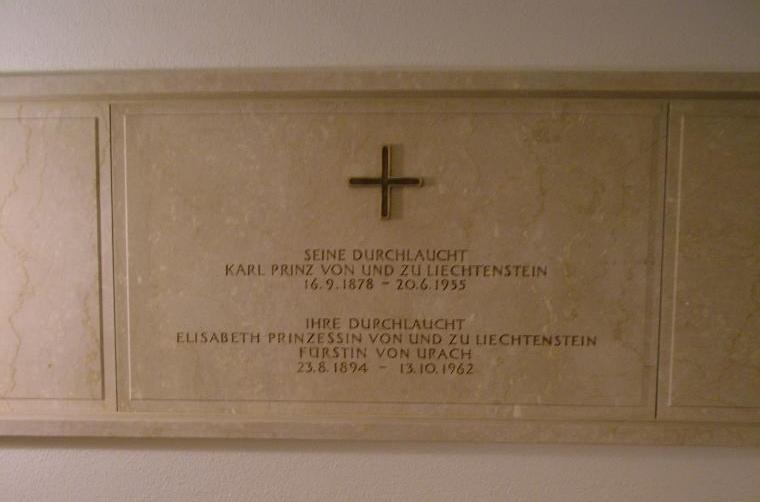 SEINE DURCHLAUCHT
KARL PRINZ VON UND ZU LIECHTENSTEIN
16.9.1878 – 20.6.1955
IHRE DURCHLAUCHT
ELISABETH PRINZESSIN VON UND ZU LIECHTENSTEIN
FÜRSTIN VON URACH
23.8.1894 – 13.10.1962